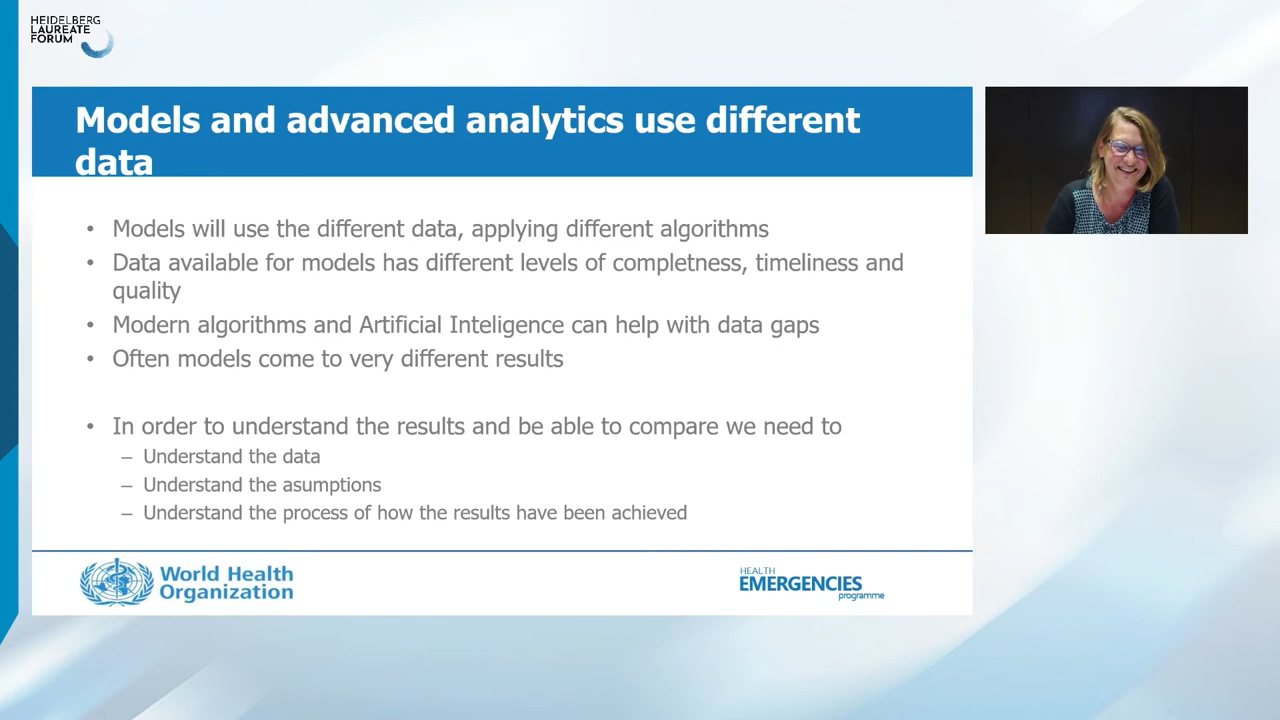 HEIDELBERG
LAUREATE
FORUM
Models and advanced analytics use different
data
• Models will use the different data, applying different algorithms
• Data available for models has different levels of completness, timeliness and
quality
• Modern algorithms and Artificial Inteligence can help with data gaps
• Often models come to very different results
• In order to understand the results and be able to compare we need to
– Understand the data
– Understand the asumptions
– Understand the process of how the results have been achieved
World Health
Organization
HEALTH
EMERGENCIES
programme